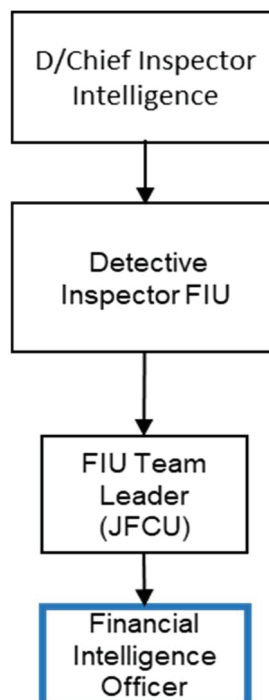 D/Chief Inspector
Intelligence
Detective
Inspector FIU
FIU Team
Leader
(JFCU)
Financial
Intelligence
Officer